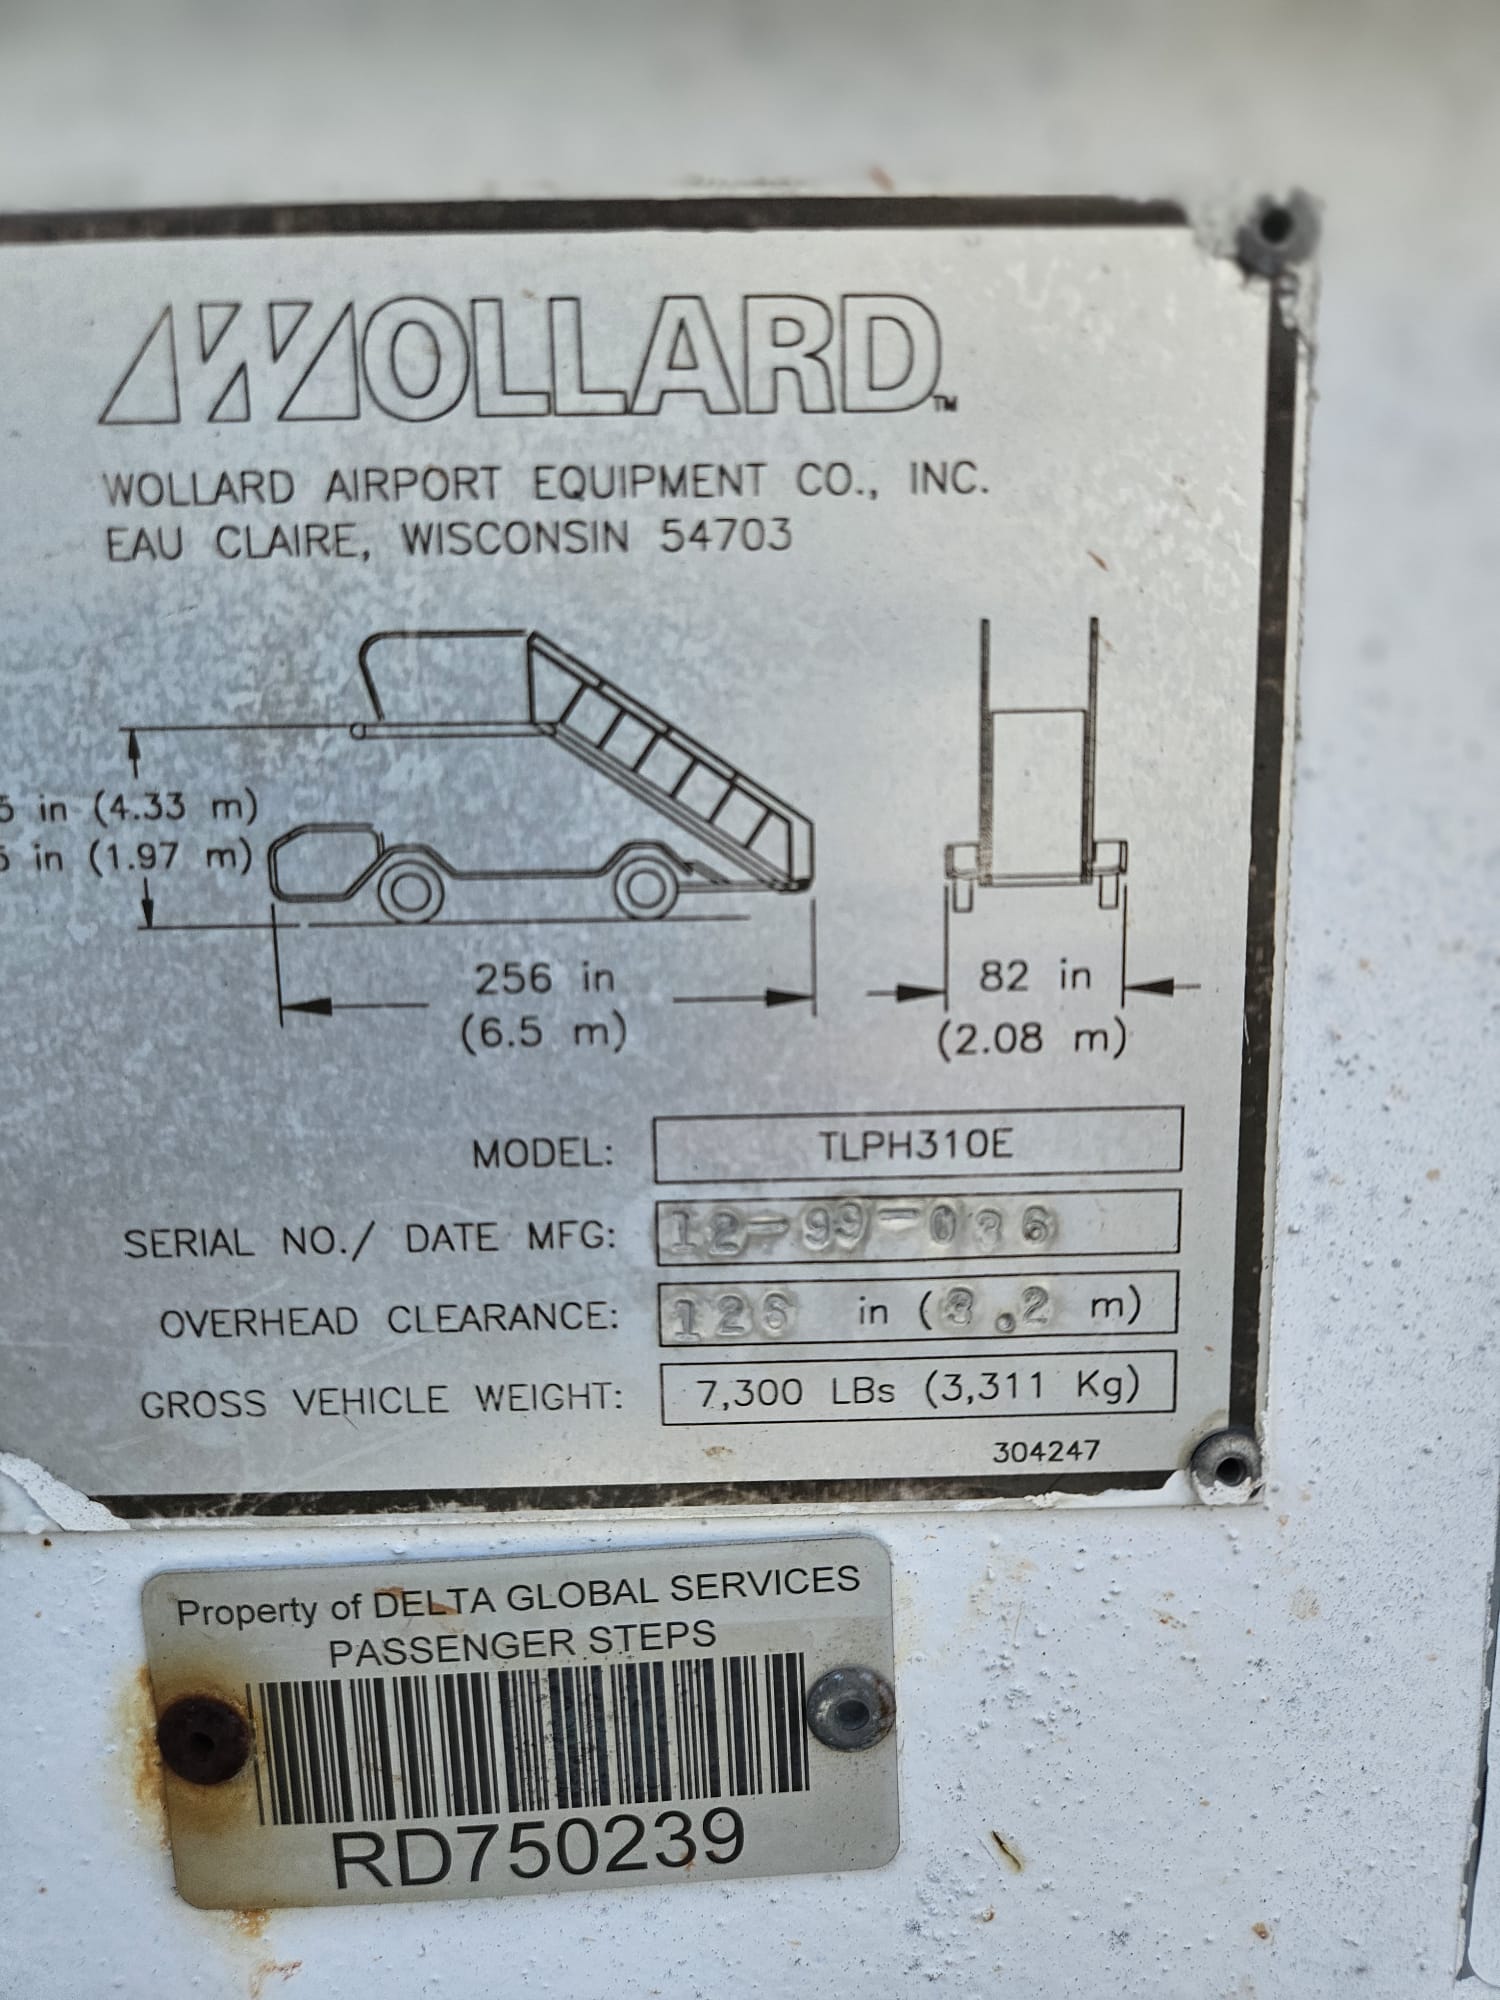 WOLLARD™
WOLLARD AIRPORT EQUIPMENT CO., INC.
EAU CLAIRE, WISCONSIN 54703
5 in (4.33 m)
in (1.97 m)
256 in
(6.5 m)
82 in
(2.08 m)
MODEL: TLPH310E
SERIAL NO./ DATE MFG: 12-99-036
OVERHEAD CLEARANCE: 126 in (3.2 m)
GROSS VEHICLE WEIGHT: 7,300 LBs (3,311 Kg)
304247
Property of DELTA GLOBAL SERVICES
PASSENGER STEPS
RD750239